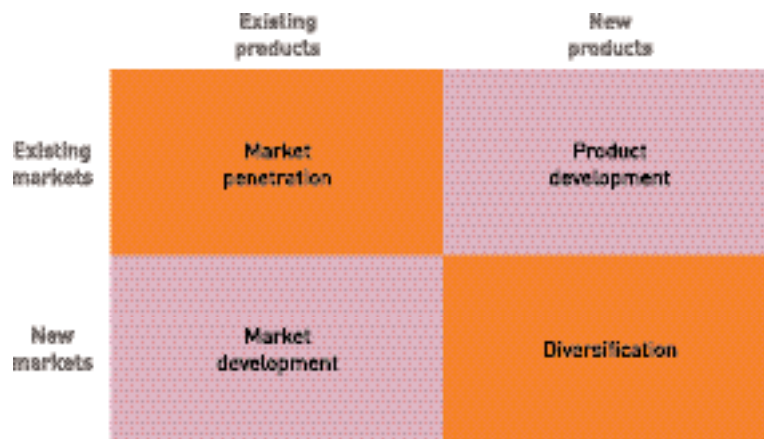 Existing
products
New
products
Existing
markets
Market
penetration
Product
development
New
markets
Market
development
Diversification